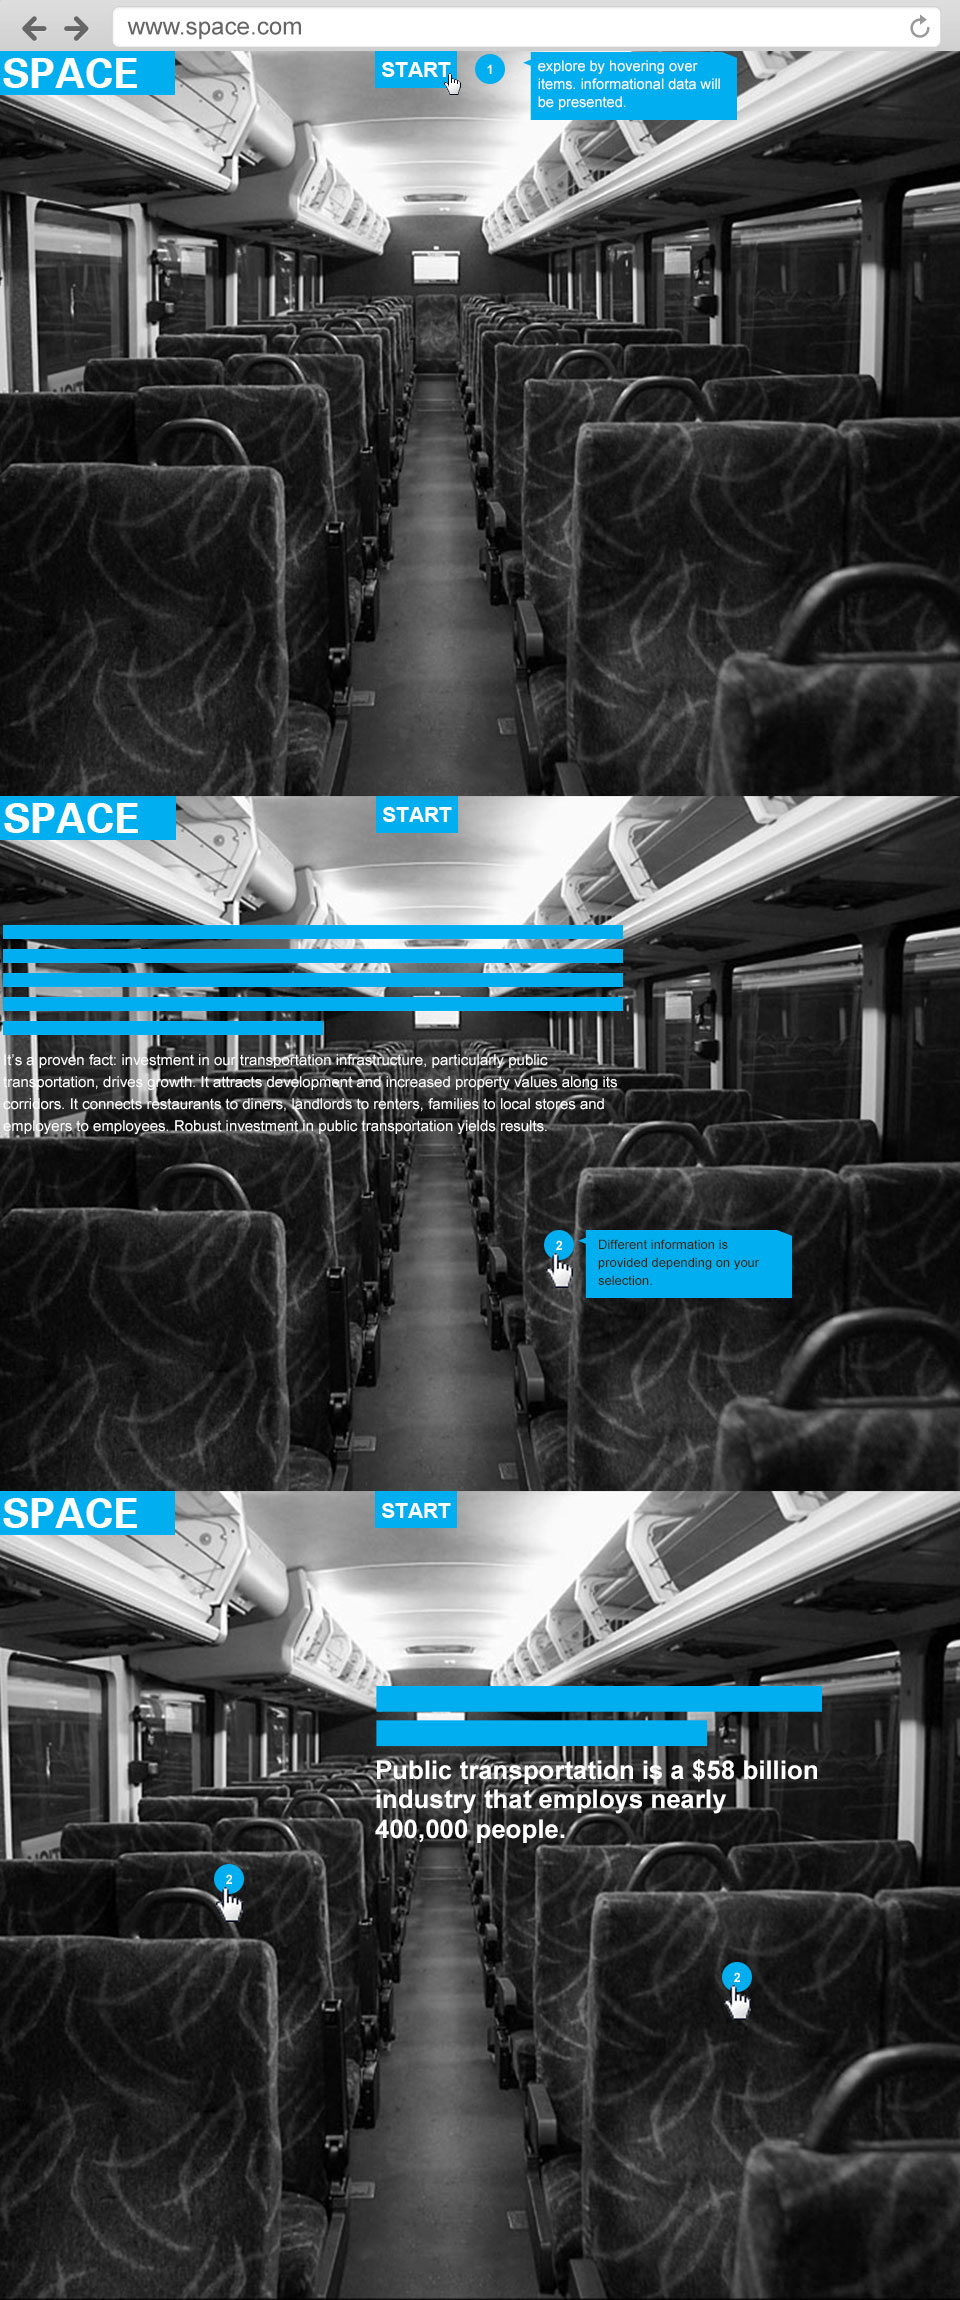 www.space.com
SPACE
START
1
explore by hovering over
items. informational data will
be presented.
SPACE
START
It's a proven fact: investment in our transportation infrastructure, particularly public
transportation, drives growth. It attracts development and increased property values along its
corridors. It connects restaurants to diners, landlords to renters, families to local stores and
employers to employees. Robust investment in public transportation yields results.
2
Different information is
provided depending on your
selection.
SPACE
START
Public transportation is a $58 billion
industry that employs nearly
400,000 people.
2
2